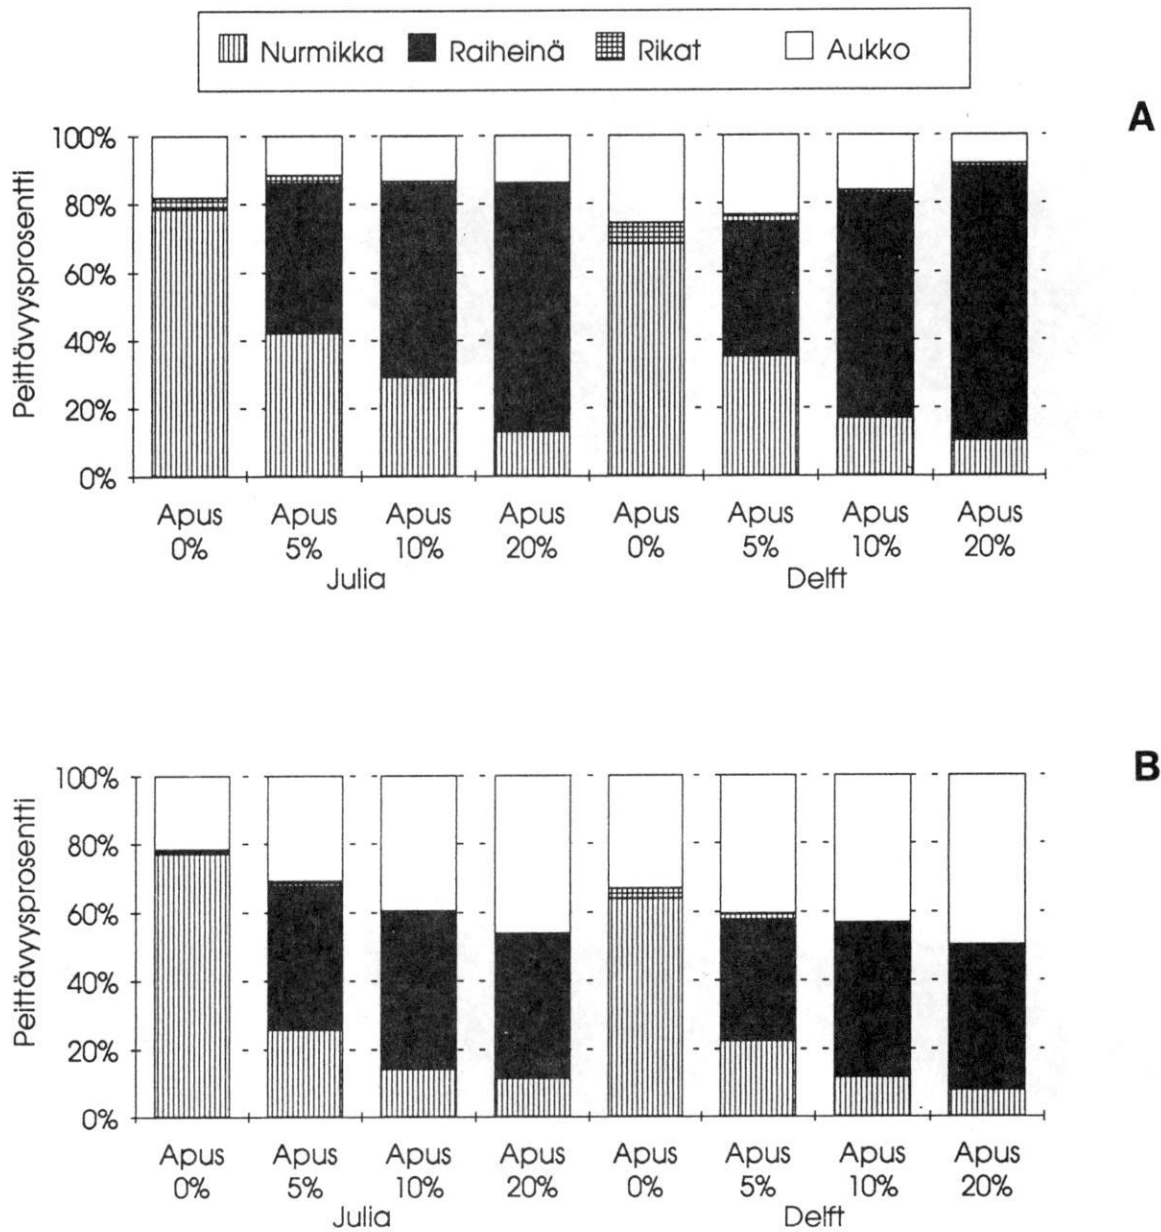 Nurmikka Raiheinä Rikat Aukko
A
Peittävyysprosentti
100%
80%
60%
40%
20%
0%
Apus Apus Apus Apus Apus Apus Apus Apus
0% 5% 10% 20% 0% 5% 10% 20%
Julia Delft
B
Peittävyysprosentti
100%
80%
60%
40%
20%
0%
Apus Apus Apus Apus Apus Apus Apus Apus
0% 5% 10% 20% 0% 5% 10% 20%
Julia Delft